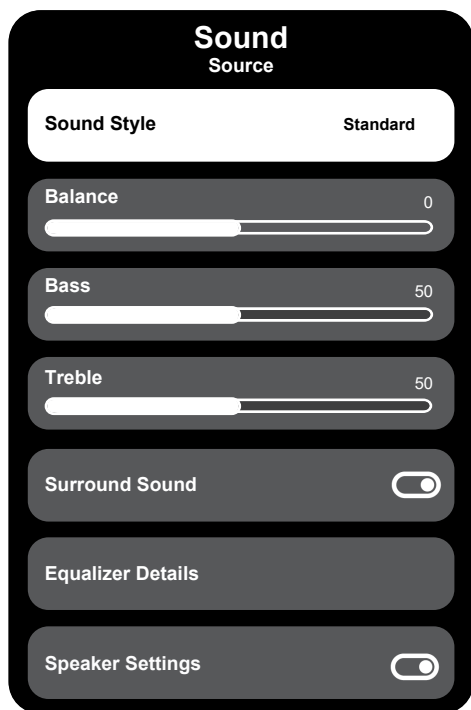 Sound
Source
Sound Style Standard
Balance 0
Bass 50
Treble 50
Surround Sound
Equalizer Details
Speaker Settings